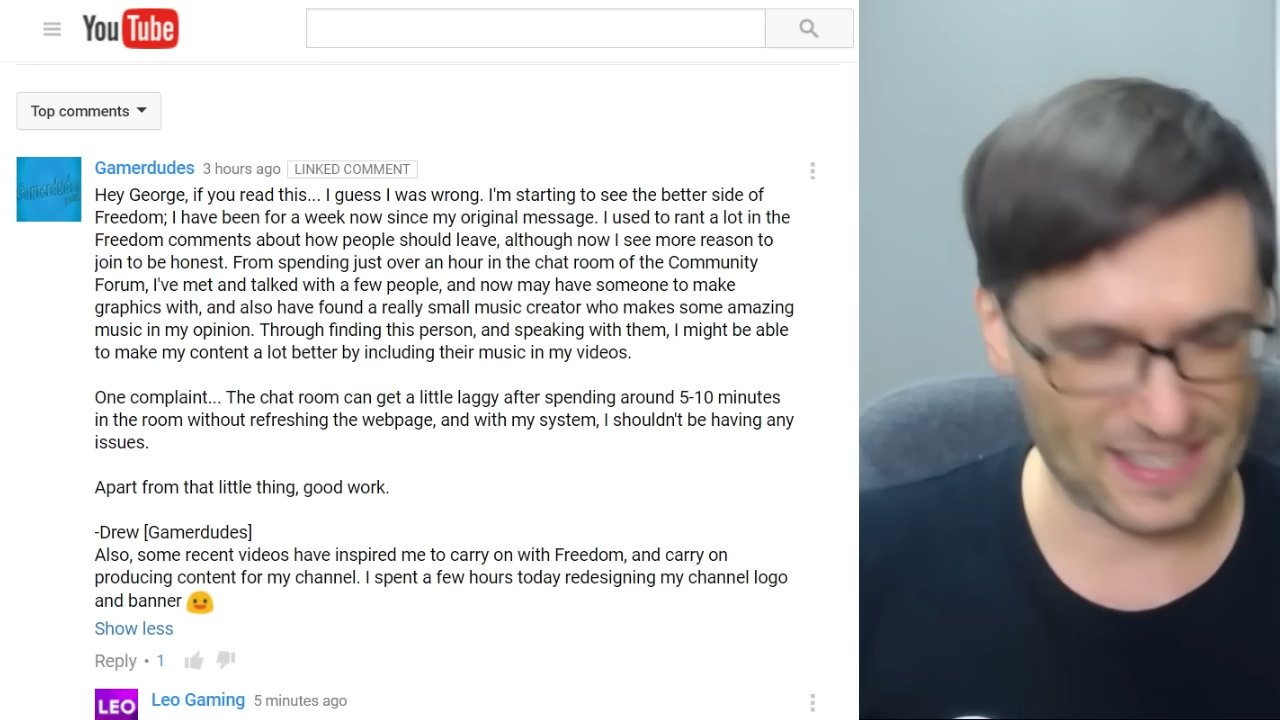 YouTube
Top comments
Gamerdudes 3 hours ago LINKED COMMENT
Hey George, if you read this... I guess I was wrong. I'm starting to see the better side of
Freedom; I have been for a week now since my original message. I used to rant a lot in the
Freedom comments about how people should leave, although now I see more reason to
join to be honest. From spending just over an hour in the chat room of the Community
Forum, I've met and talked with a few people, and now may have someone to make
graphics with, and also have found a really small music creator who makes some amazing
music in my opinion. Through finding this person, and speaking with them, I might be able
to make my content a lot better by including their music in my videos.
One complaint... The chat room can get a little laggy after spending around 5-10 minutes
in the room without refreshing the webpage, and with my system, I shouldn't be having any
issues.
Apart from that little thing, good work.
-Drew [Gamerdudes]
Also, some recent videos have inspired me to carry on with Freedom, and carry on
producing content for my channel. I spent a few hours today redesigning my channel logo
and banner
Show less
Reply • 1
LEO
Leo Gaming 5 minutes ago